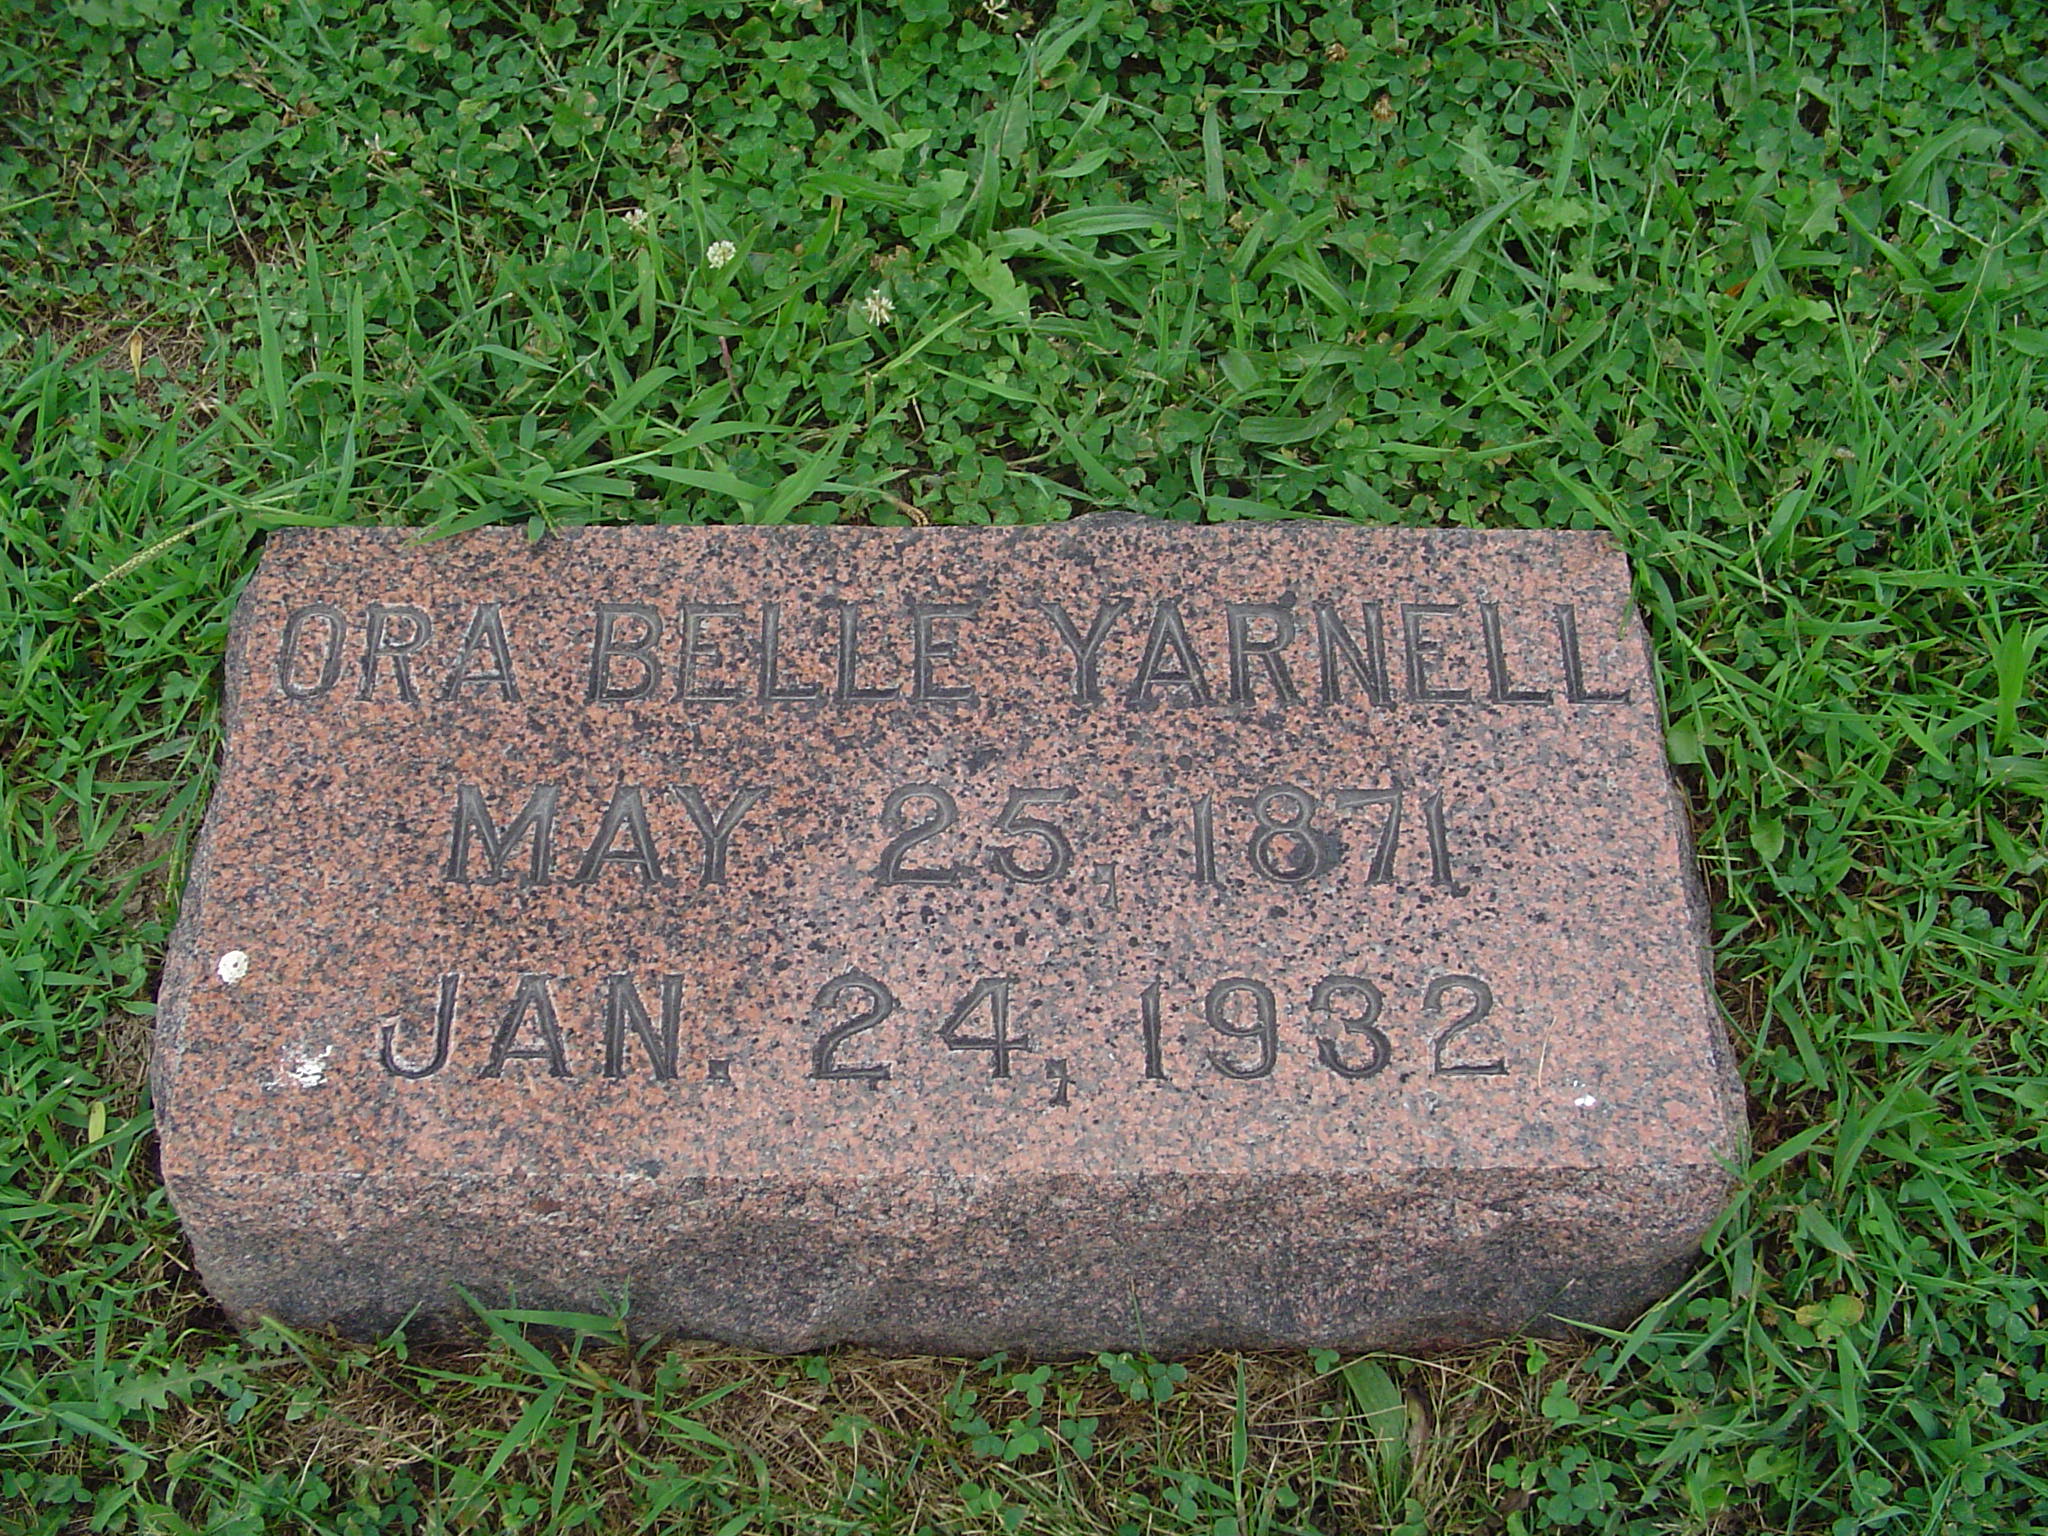 ORA BELLE YARNELL
MAY 25, 1871
JAN. 24, 1932